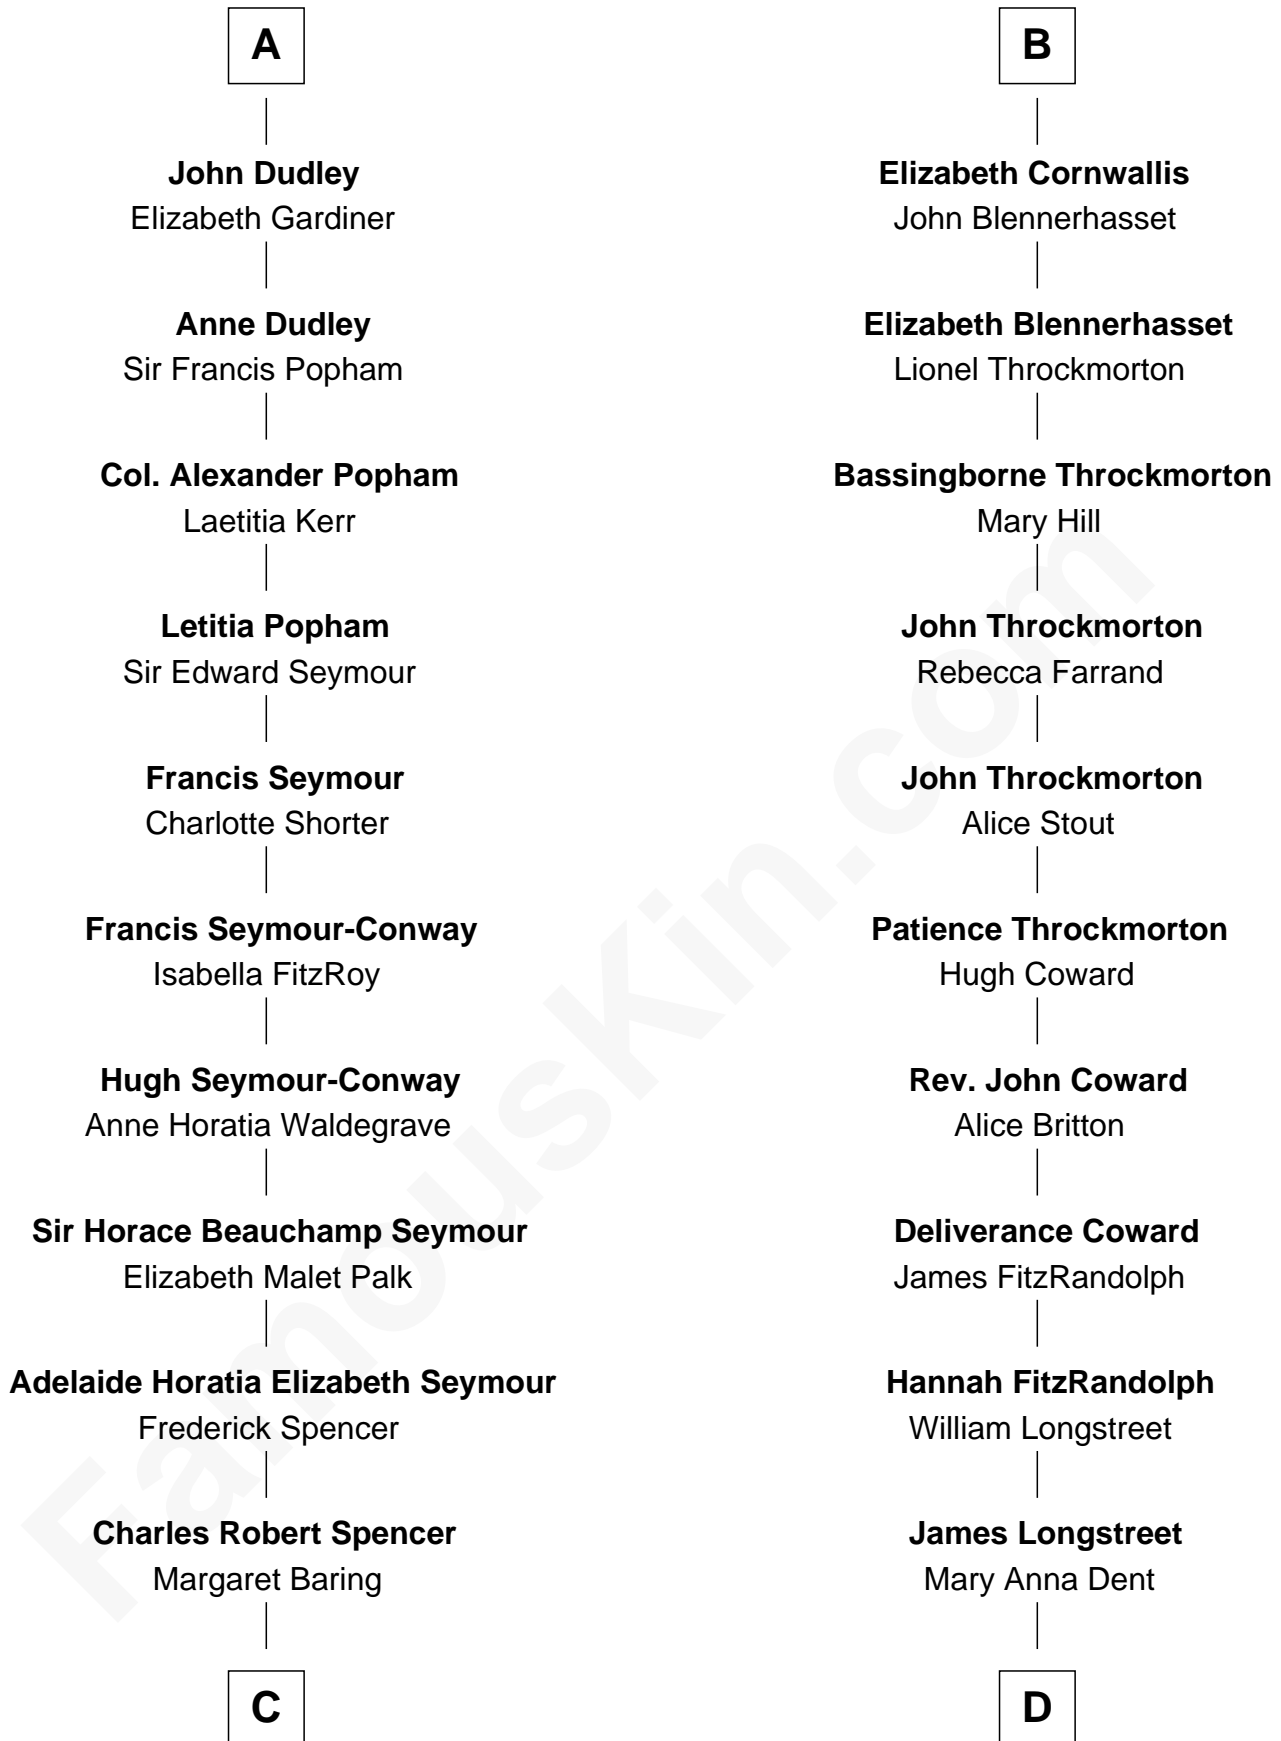 A
John Dudley
Elizabeth Gardiner
Anne Dudley
Sir Francis Popham
Col. Alexander Popham
Laetitia Kerr
Letitia Popham
Sir Edward Seymour
Francis Seymour
Charlotte Shorter
Francis Seymour-Conway
Isabella FitzRoy
Hugh Seymour-Conway
Anne Horatia Waldegrave
Sir Horace Beauchamp Seymour
Elizabeth Malet Palk
Adelaide Horatia Elizabeth Seymour
Frederick Spencer
Charles Robert Spencer
Margaret Baring
C
B
Elizabeth Cornwallis
John Blennerhasset
Elizabeth Blennerhasset
Lionel Throckmorton
Bassingborne Throckmorton
Mary Hill
John Throckmorton
Rebecca Farrand
John Throckmorton
Alice Stout
Patience Throckmorton
Hugh Coward
Rev. John Coward
Alice Britton
Deliverance Coward
James FitzRandolph
Hannah FitzRandolph
William Longstreet
James Longstreet
Mary Anna Dent
D
FamousKin.com